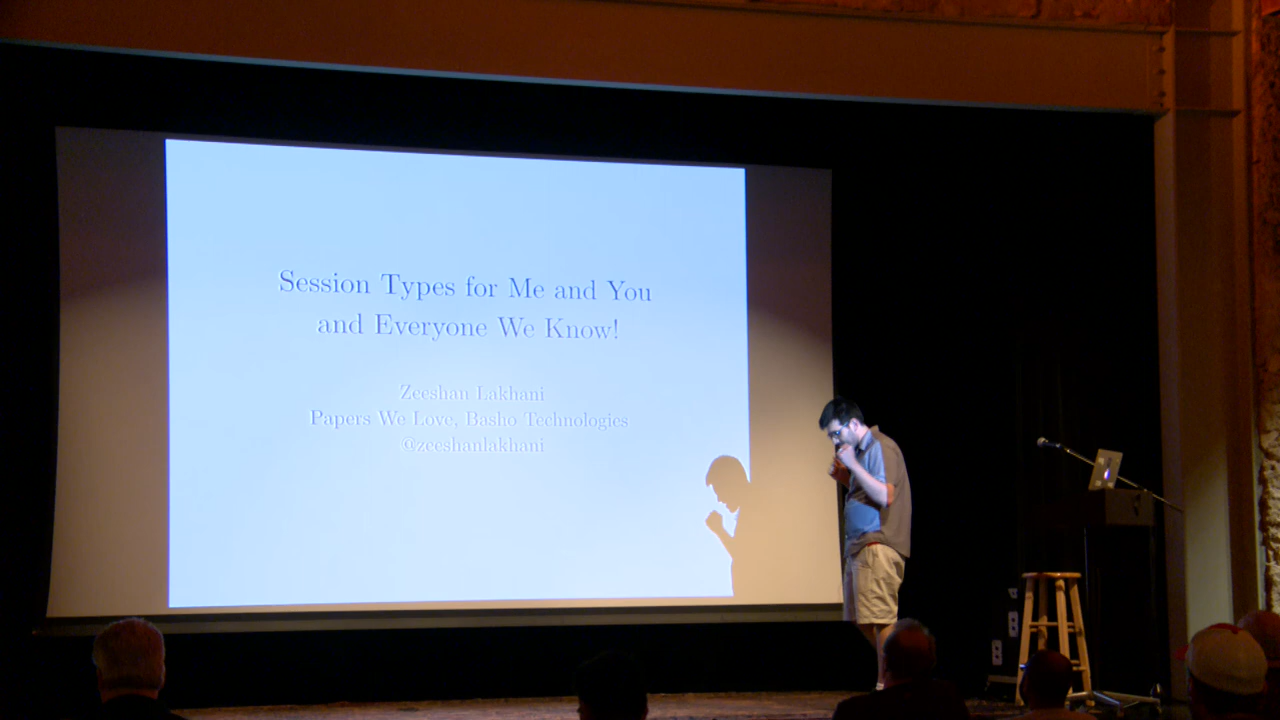 Session Types for Me and You
and Everyone We Know!
Zeeshan Lakhani
Papers We Love, Basho Technologies
@zeeshanlakhani